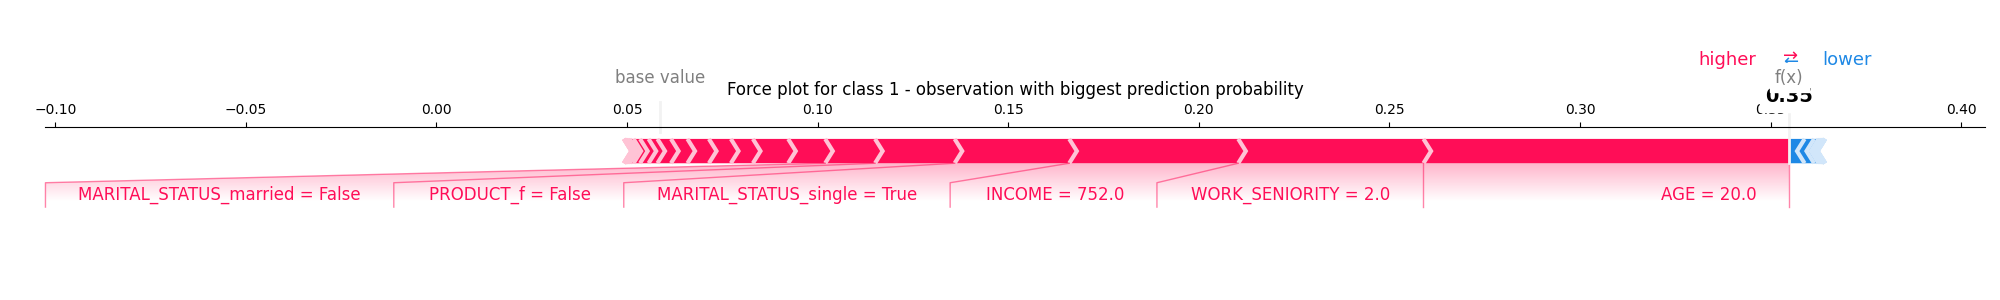 higher ⇄ lower
base value f(x)
Force plot for class 1 - observation with biggest prediction probability
0.35
−0.10 −0.05 0.00 0.05 0.10 0.15 0.20 0.25 0.30 0.40
MARITAL_STATUS_married = False PRODUCT_f = False MARITAL_STATUS_single = True INCOME = 752.0 WORK_SENIORITY = 2.0 AGE = 20.0